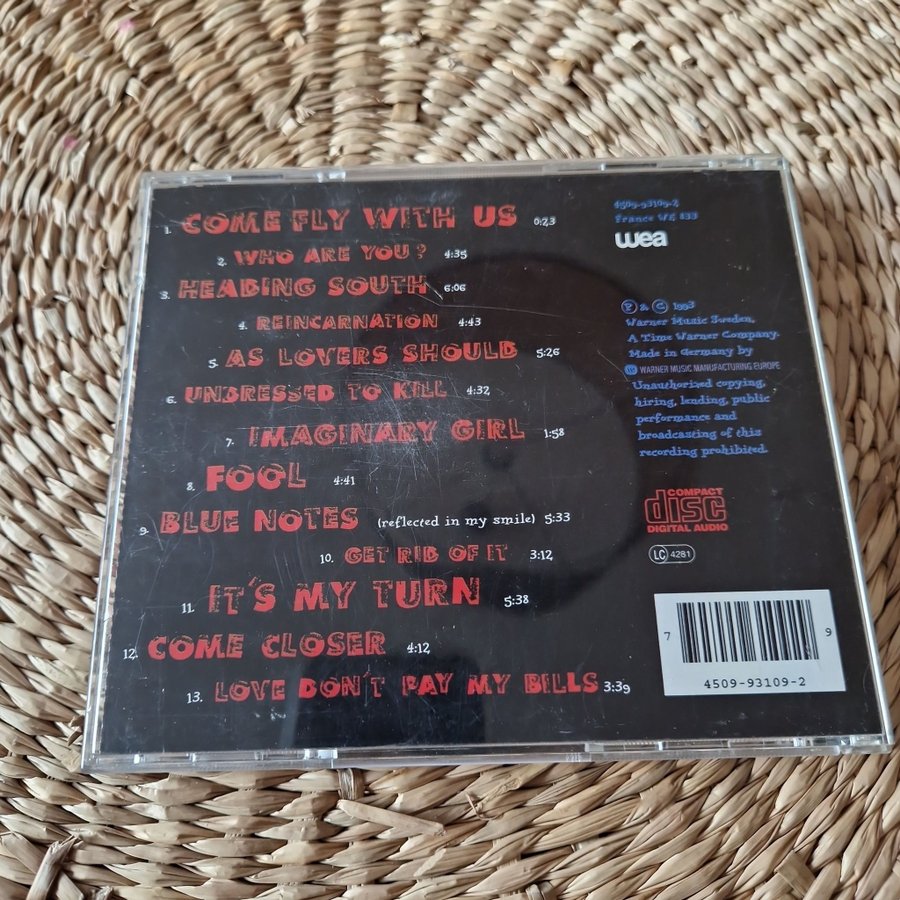 1. COME FLY WITH US 0:23
2. WHO ARE YOU? 4:35
3. HEADING SOUTH 6:06
4. REINCARNATION 4:43
5. AS LOVERS SHOULD 5:26
6. UNDRESSED TO KILL 4:32
7. IMAGINARY GIRL 1:58
8. FOOL 4:41
9. BLUE NOTES (reflected in my smile) 5:33
10. GET RID OF IT 3:12
11. IT'S MY TURN 5:38
12. COME CLOSER 4:12
13. LOVE DON'T PAY MY BILLS 3:39
4509-93109-2
France WE 833
wea
Ⓟ & Ⓒ 1993
Warner Music Sweden,
A Time Warner Company.
Made in Germany by
WARNER MUSIC MANUFACTURING EUROPE
Unauthorized copying,
hiring, lending, public
performance and
broadcasting of this
recording prohibited.
COMPACT
disc
DIGITAL AUDIO
LC 4281
7 9
4509-93109-2